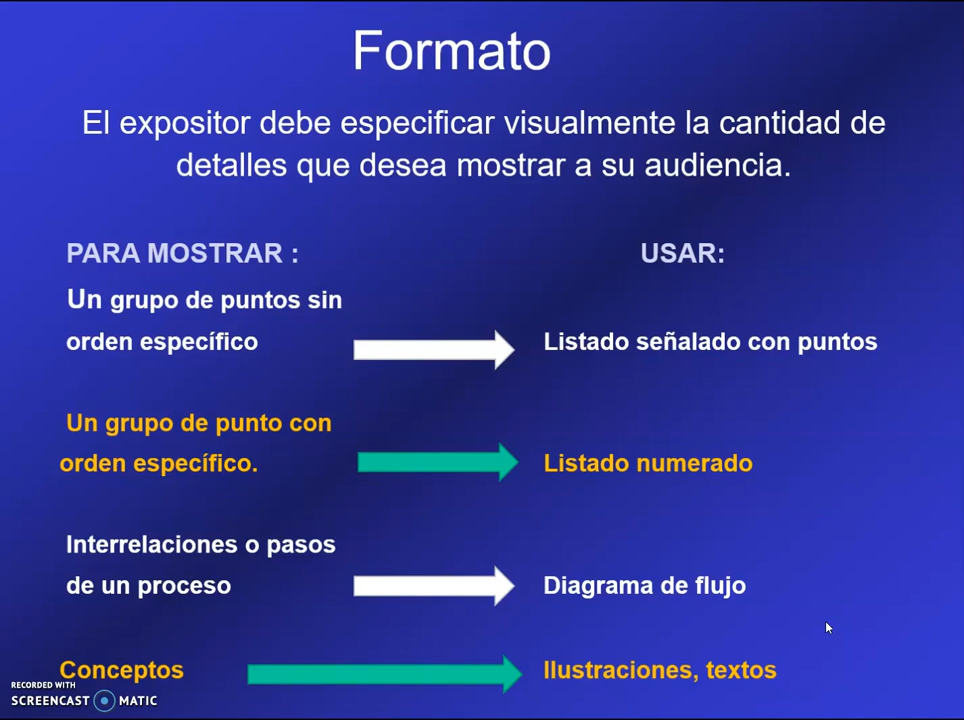 Formato
El expositor debe especificar visualmente la cantidad de
detalles que desea mostrar a su audiencia.
PARA MOSTRAR :
USAR:
Un grupo de puntos sin
orden específico
Listado señalado con puntos
Un grupo de punto con
orden específico.
Listado numerado
Interrelaciones o pasos
de un proceso
Diagrama de flujo
Conceptos
Ilustraciones, textos
RECORDED WITH
SCREENCAST MATIC